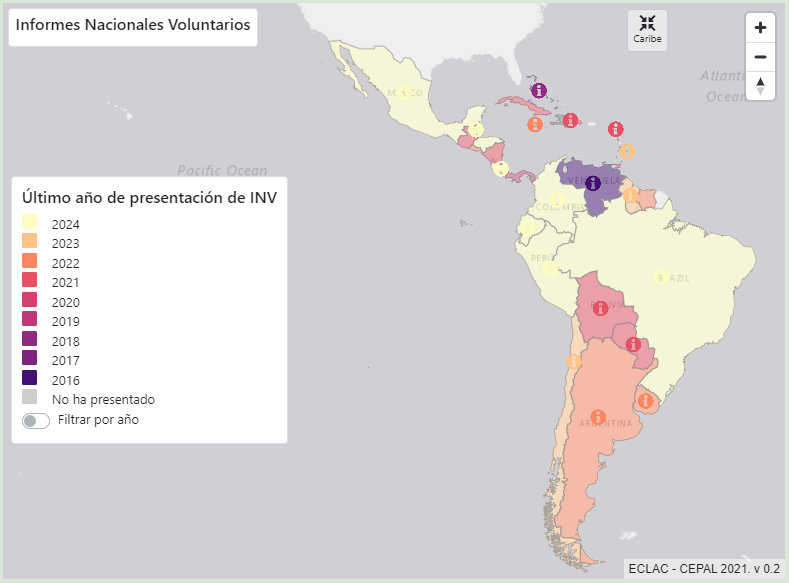 Informes Nacionales Voluntarios
Caribe
Atlanti
Ocean
MÉXICO
Pacific Ocean
VENEZUELA
COLOMBIA
PERÚ
BRAZIL
BOLIVIA
ARGENTINA
Último año de presentación de INV
2024
2023
2022
2021
2020
2019
2018
2017
2016
No ha presentado
Filtrar por año
ECLAC - CEPAL 2021. v 0.2